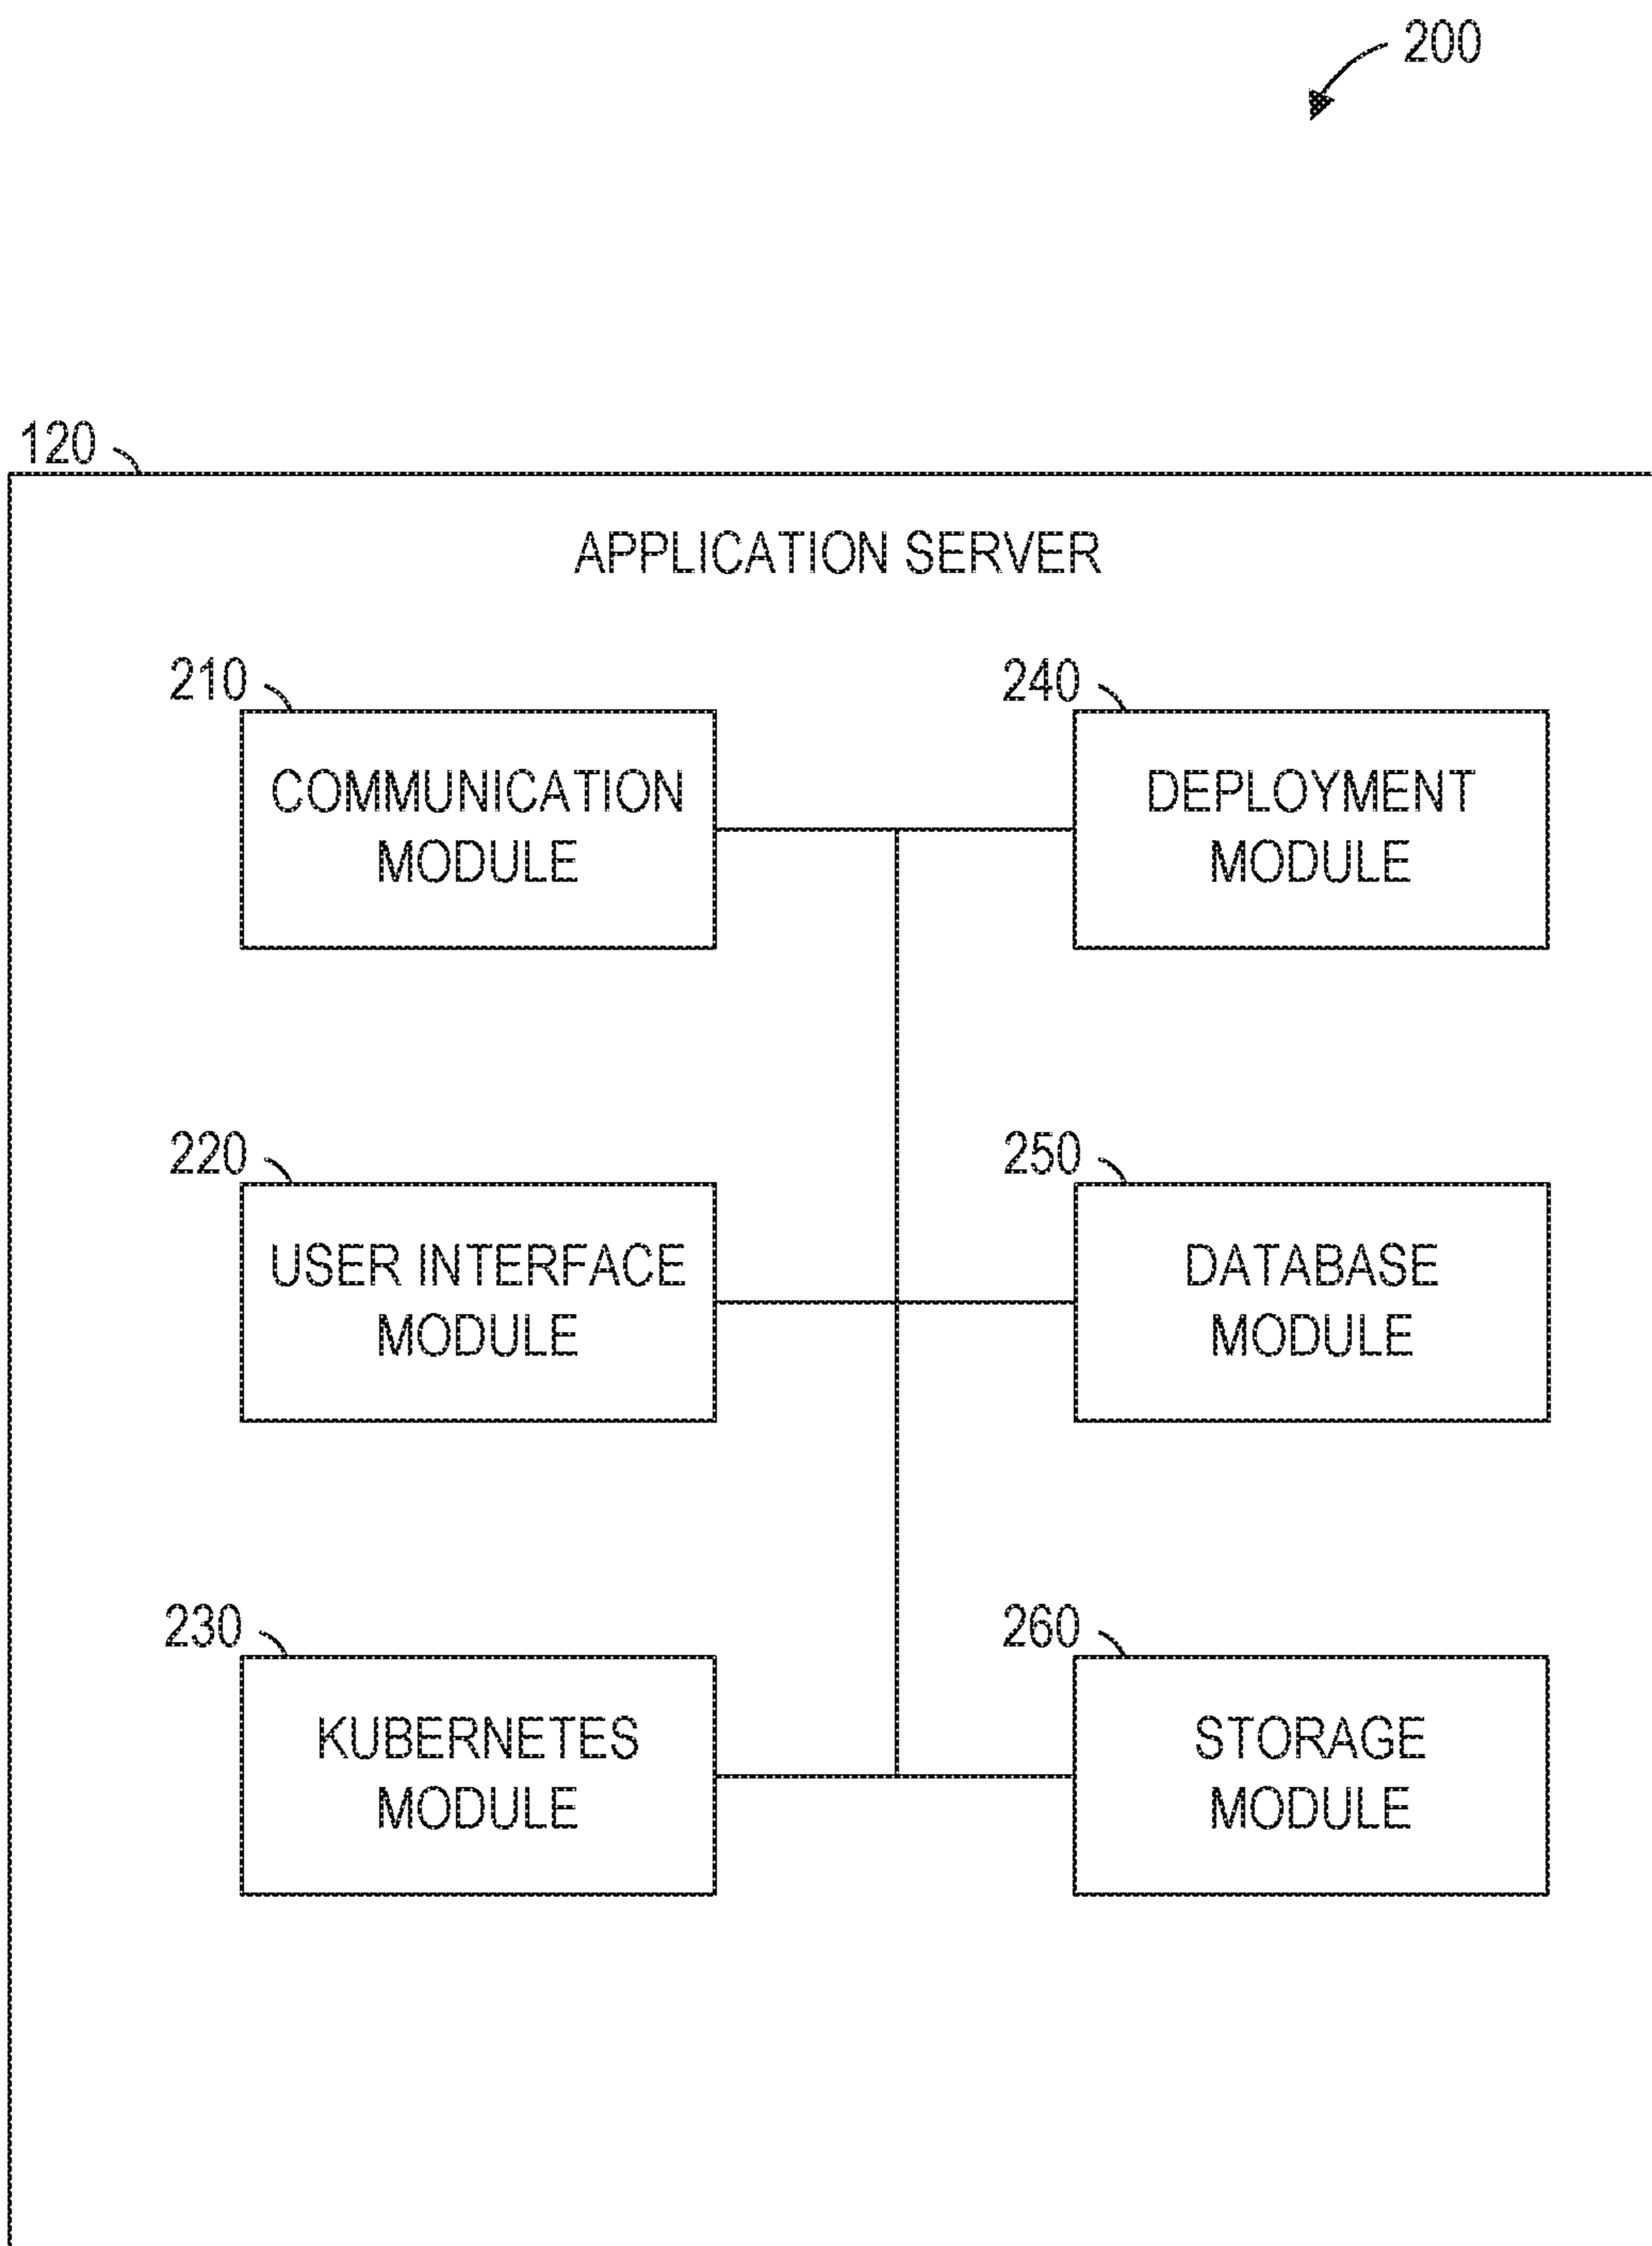 200
120
APPLICATION SERVER
210
240
COMMUNICATION
MODULE
DEPLOYMENT
MODULE
220
250
USER INTERFACE
MODULE
DATABASE
MODULE
230
260
KUBERNETES
MODULE
STORAGE
MODULE